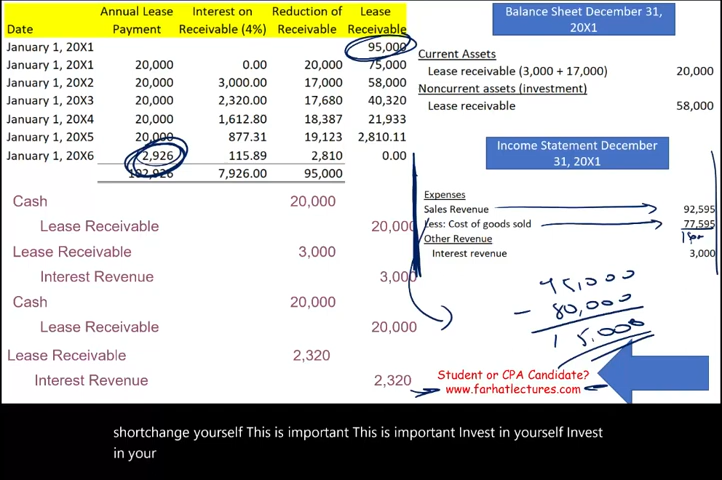 Annual Lease Interest on Reduction of Lease
Date Payment Receivable (4%) Receivable Receivable
January 1, 20X1 95,000
January 1, 20X1 20,000 0.00 20,000 75,000
January 1, 20X2 20,000 3,000.00 17,000 58,000
January 1, 20X3 20,000 2,320.00 17,680 40,320
January 1, 20X4 20,000 1,612.80 18,387 21,933
January 1, 20X5 20,000 877.31 19,123 2,810.11
January 1, 20X6 2,926 115.89 2,810 0.00
102,926 7,926.00 95,000
Cash 20,000
Lease Receivable 20,000
Lease Receivable 3,000
Interest Revenue 3,000
Cash 20,000
Lease Receivable 20,000
Lease Receivable 2,320
Interest Revenue 2,320
Balance Sheet December 31,
20X1
Current Assets
Lease receivable (3,000 + 17,000) 20,000
Noncurrent assets (investment)
Lease receivable 58,000
Income Statement December
31, 20X1
Expenses
Sales Revenue 92,595
Less: Cost of goods sold 77,595
Other Revenue
Interest revenue 3,000
95,000
- 80,000
15,000
Student or CPA Candidate?
www.farhatlectures.com
shortchange yourself This is important This is important Invest in yourself Invest
in your